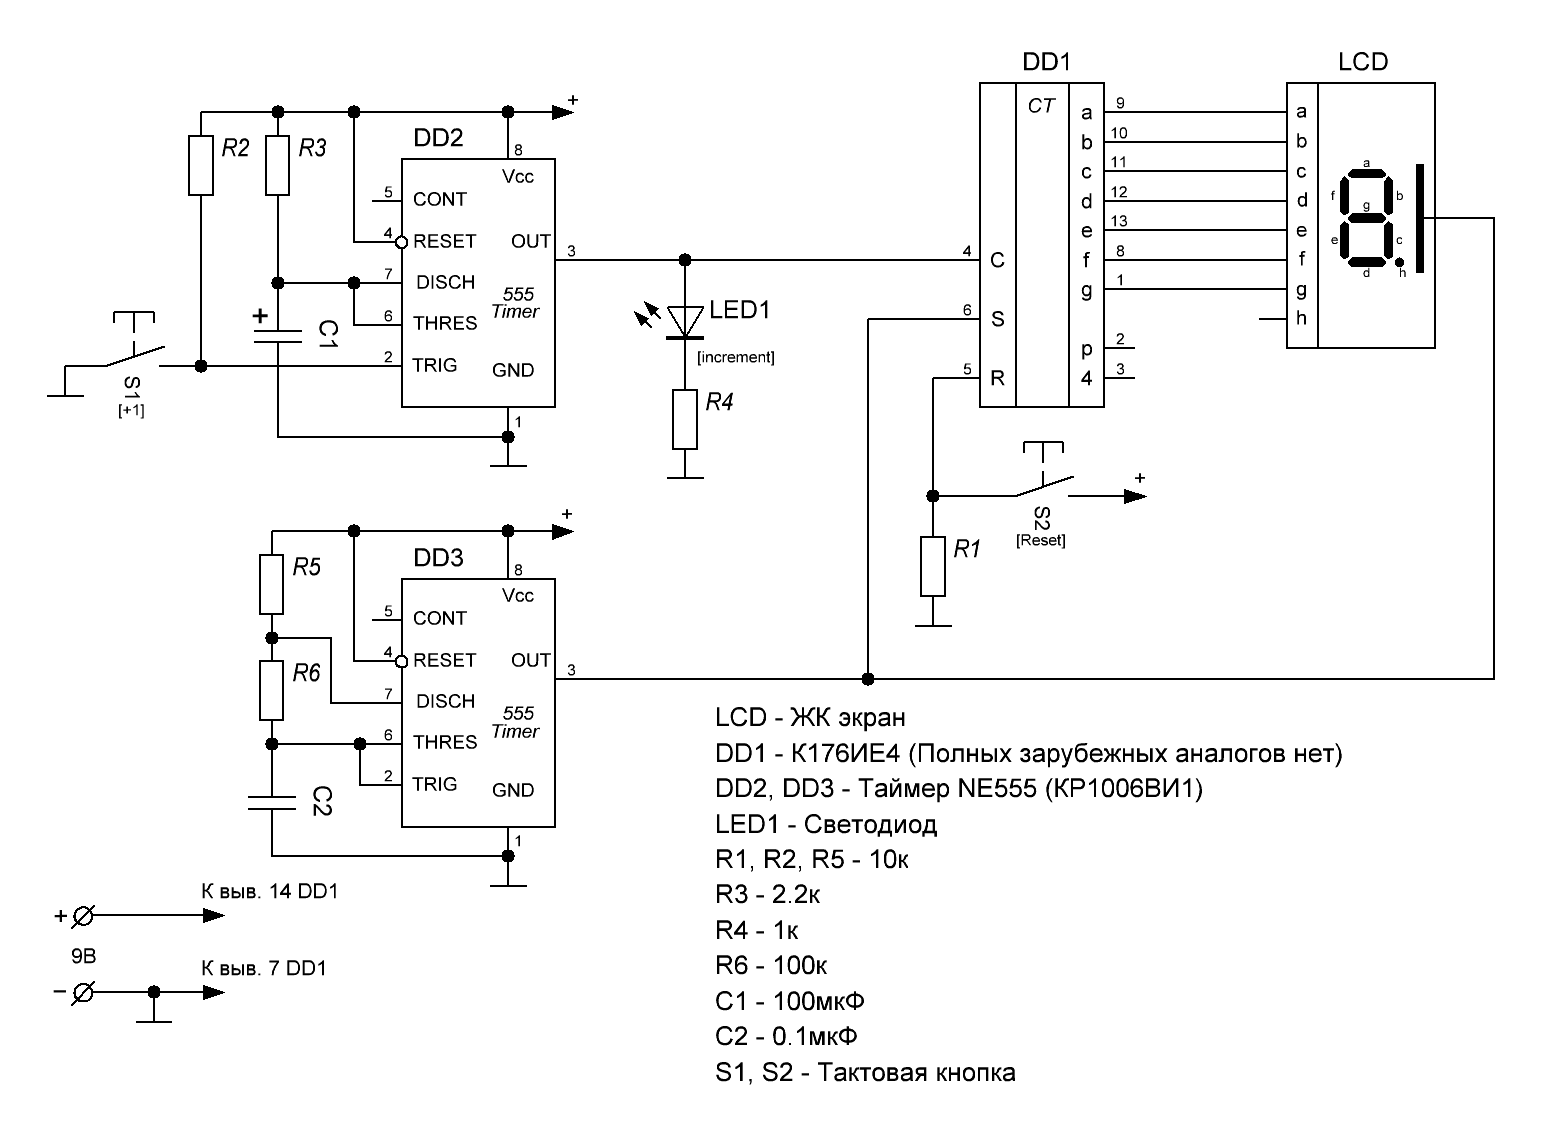 DD1
LCD
CT
a 9
b 10
c 11
d 12
e 13
f 8
g 1
p 2
4 3
4 C
6 S
5 R
a
b
c
d
e
f
g
h
a
f b
g
e c
d h
+
R2
R3
DD2
8
Vcc
5 CONT
4 RESET
OUT 3
7 DISCH
555
Timer
6 THRES
2 TRIG
GND
1
+
C1
S1
[+1]
LED1
[increment]
R4
+
S2
[Reset]
R1
+
R5
R6
DD3
8
Vcc
5 CONT
4 RESET
OUT 3
7 DISCH
555
Timer
6 THRES
2 TRIG
GND
1
C2
К выв. 14 DD1
+
9В
К выв. 7 DD1
–
LCD - ЖК экран
DD1 - К176ИЕ4 (Полных зарубежных аналогов нет)
DD2, DD3 - Таймер NE555 (КР1006ВИ1)
LED1 - Светодиод
R1, R2, R5 - 10к
R3 - 2.2к
R4 - 1к
R6 - 100к
C1 - 100мкФ
C2 - 0.1мкФ
S1, S2 - Тактовая кнопка